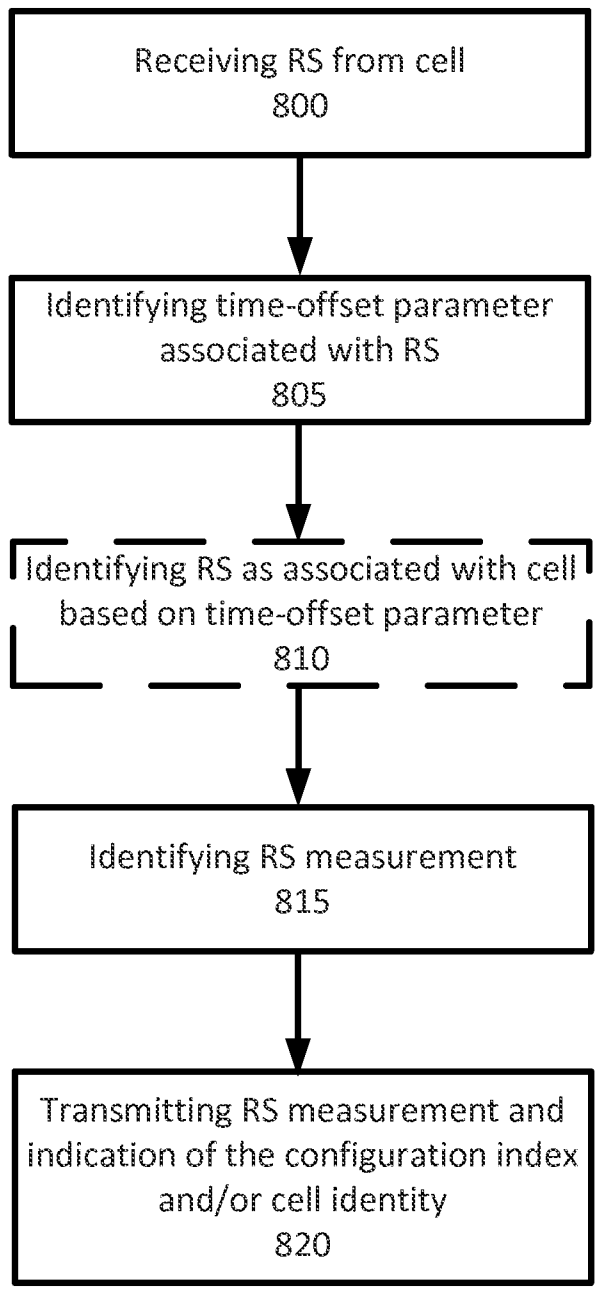 Receiving RS from cell
800
Identifying time-offset parameter
associated with RS
805
Identifying RS as associated with cell
based on time-offset parameter
810
Identifying RS measurement
815
Transmitting RS measurement and
indication of the configuration index
and/or cell identity
820